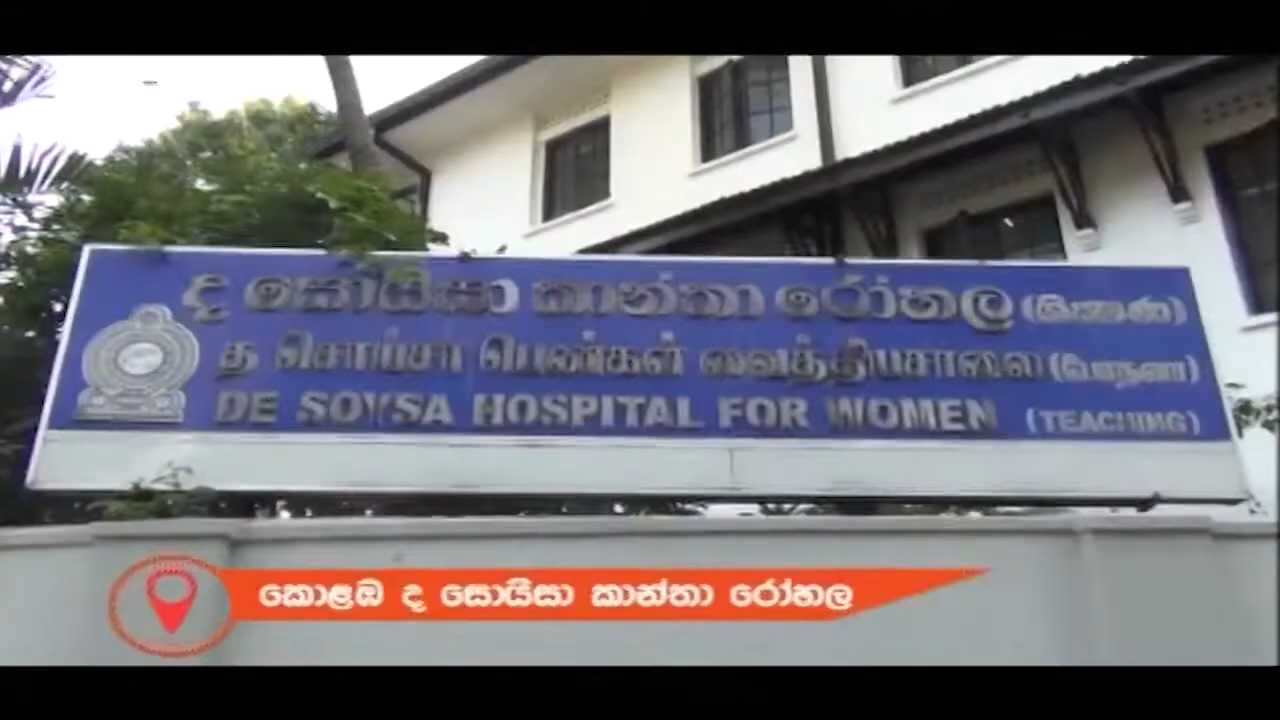 ද සොයිසා කාන්තා රෝහල (ශික්ෂණ)
த சொய்சா பெண்கள் வைத்தியசாலை (போதனா)
DE SOYSA HOSPITAL FOR WOMEN (TEACHING)
කොළඹ ද සොයිසා කාන්තා රෝහල